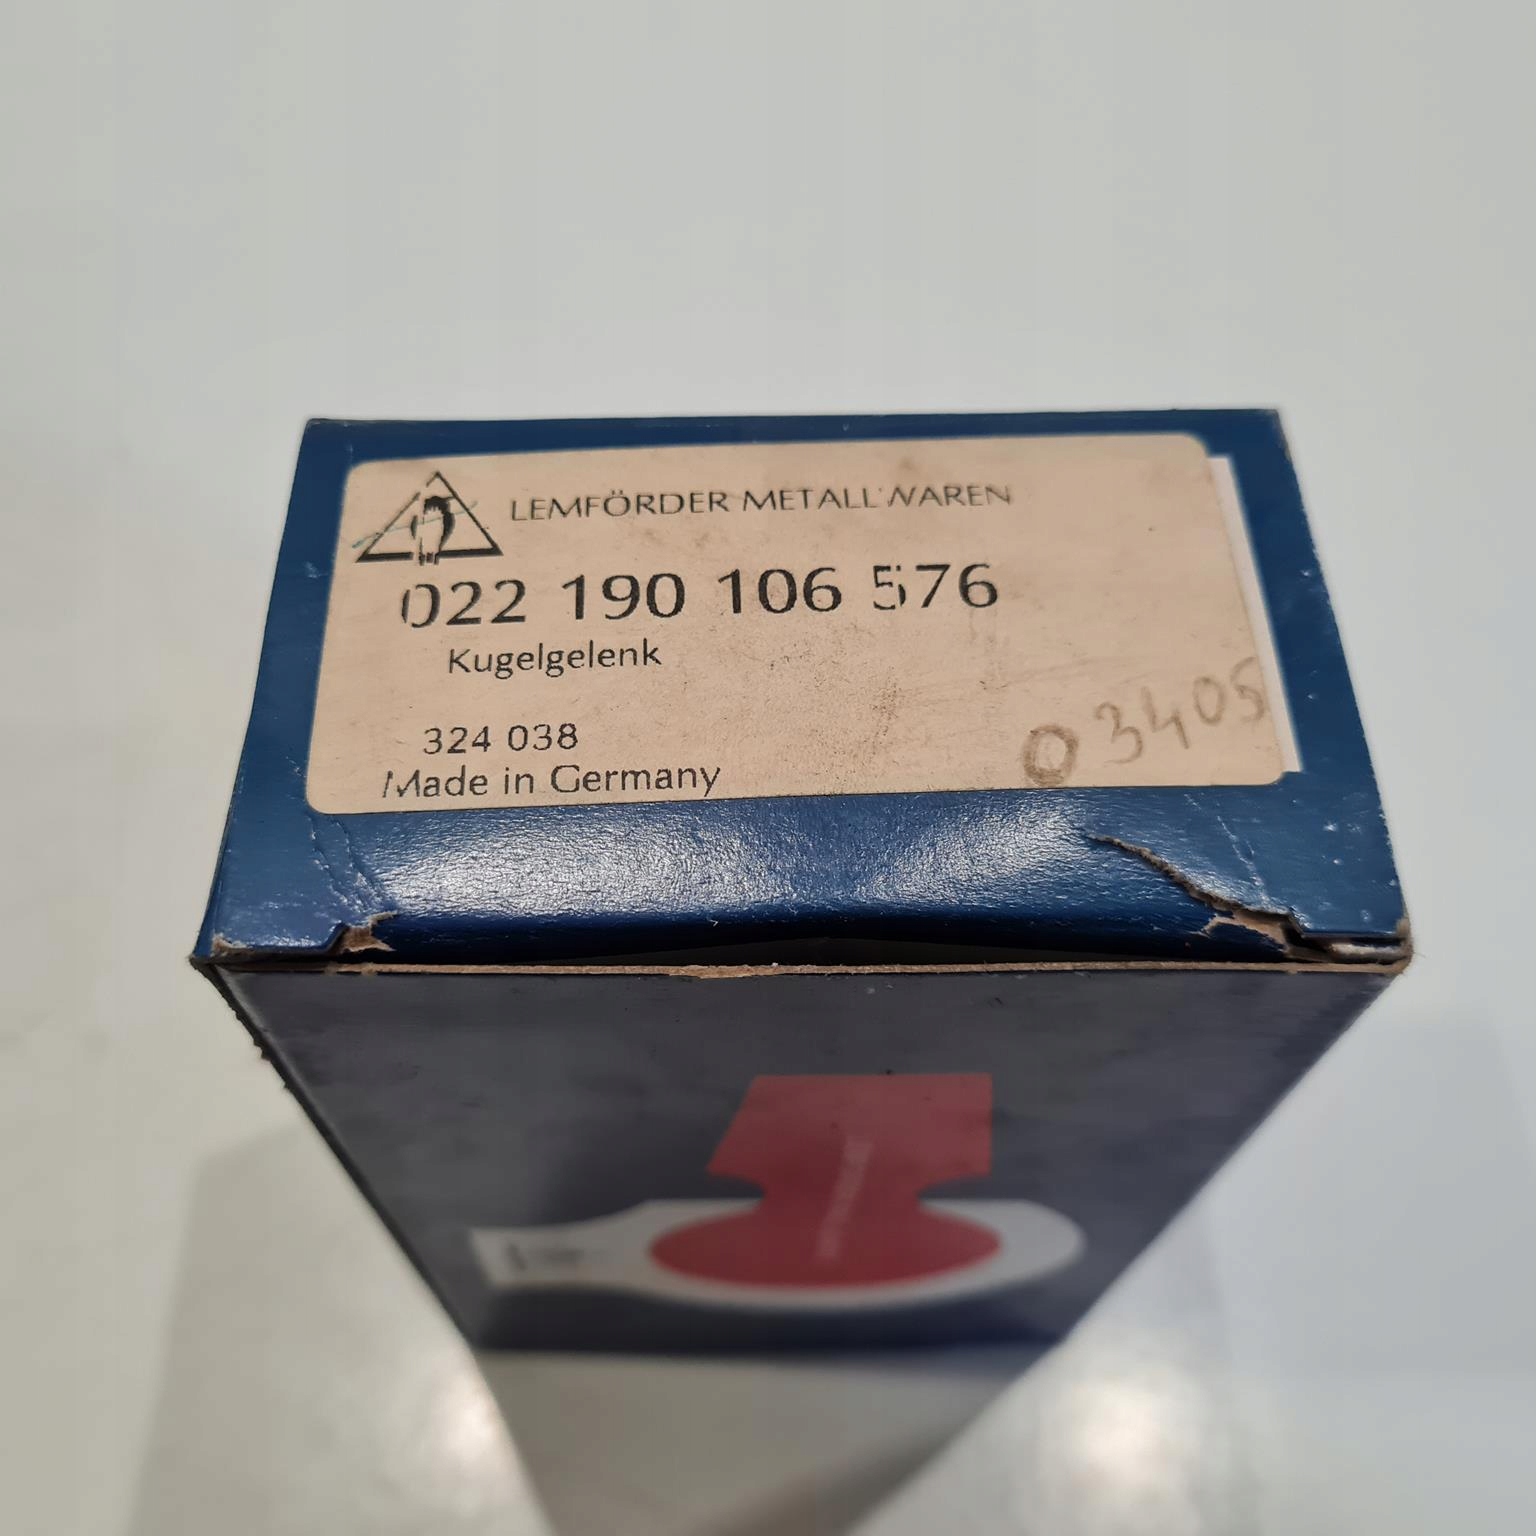 LEMFÖRDER METALLWAREN
022 190 106 576
Kugelgelenk
324 038
Made in Germany
03405